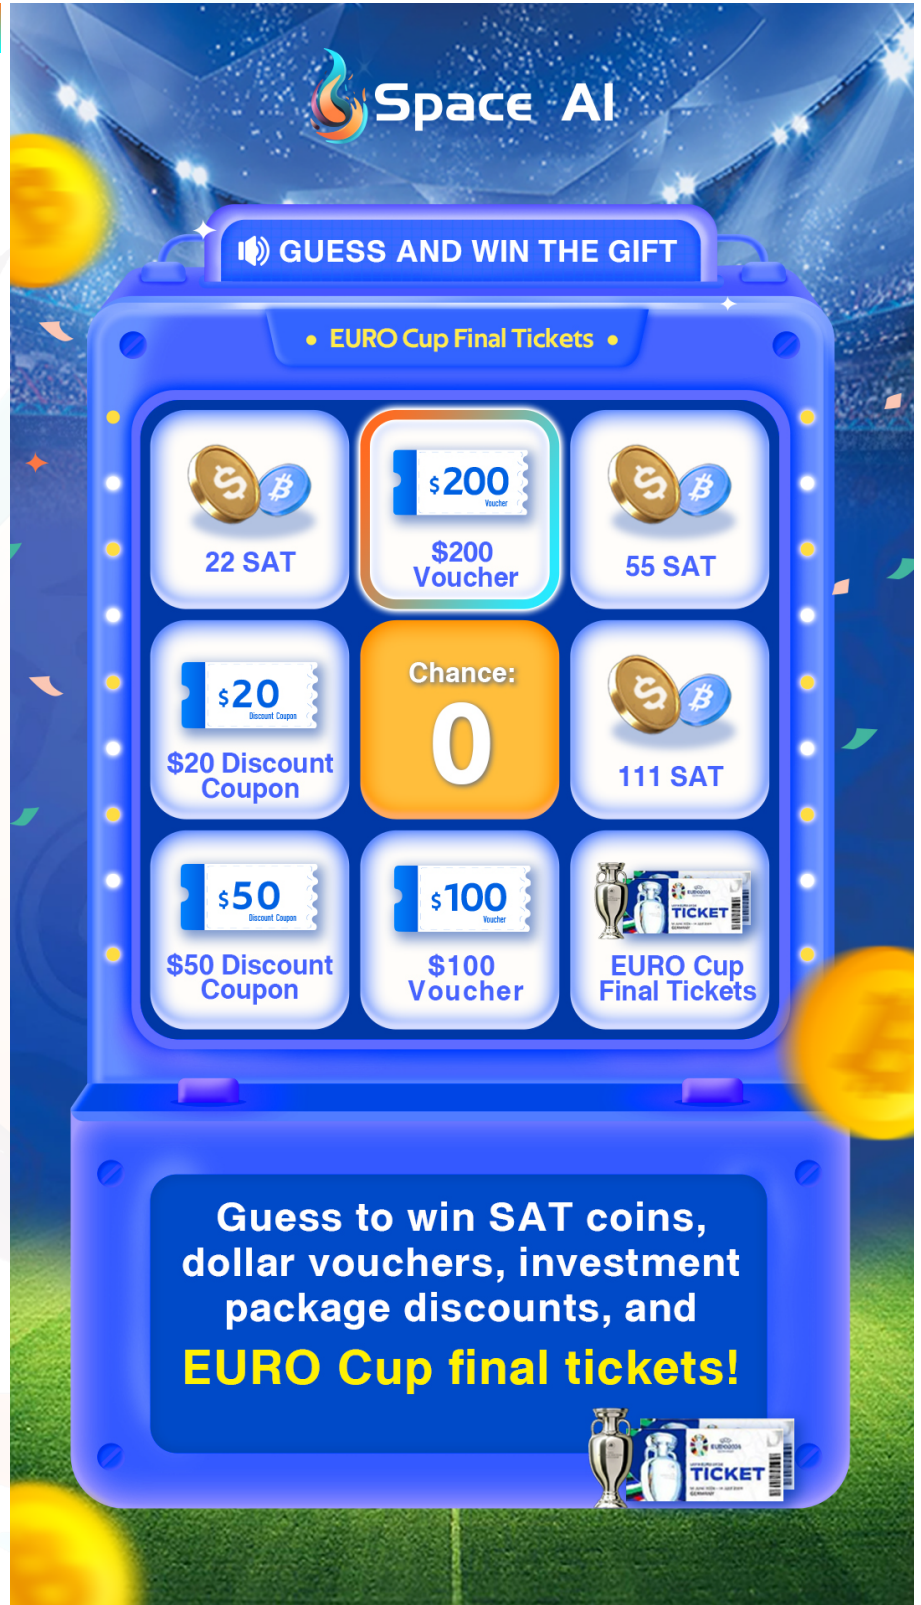 Space AI
GUESS AND WIN THE GIFT
• EURO Cup Final Tickets •
22 SAT
$200
Voucher
$200
Voucher
55 SAT
$20
Discount Coupon
$20 Discount
Coupon
Chance:
0
111 SAT
$50
Discount Coupon
$50 Discount
Coupon
$100
Voucher
$100
Voucher
TICKET
EURO Cup
Final Tickets
Guess to win SAT coins,
dollar vouchers, investment
package discounts, and
EURO Cup final tickets!
TICKET